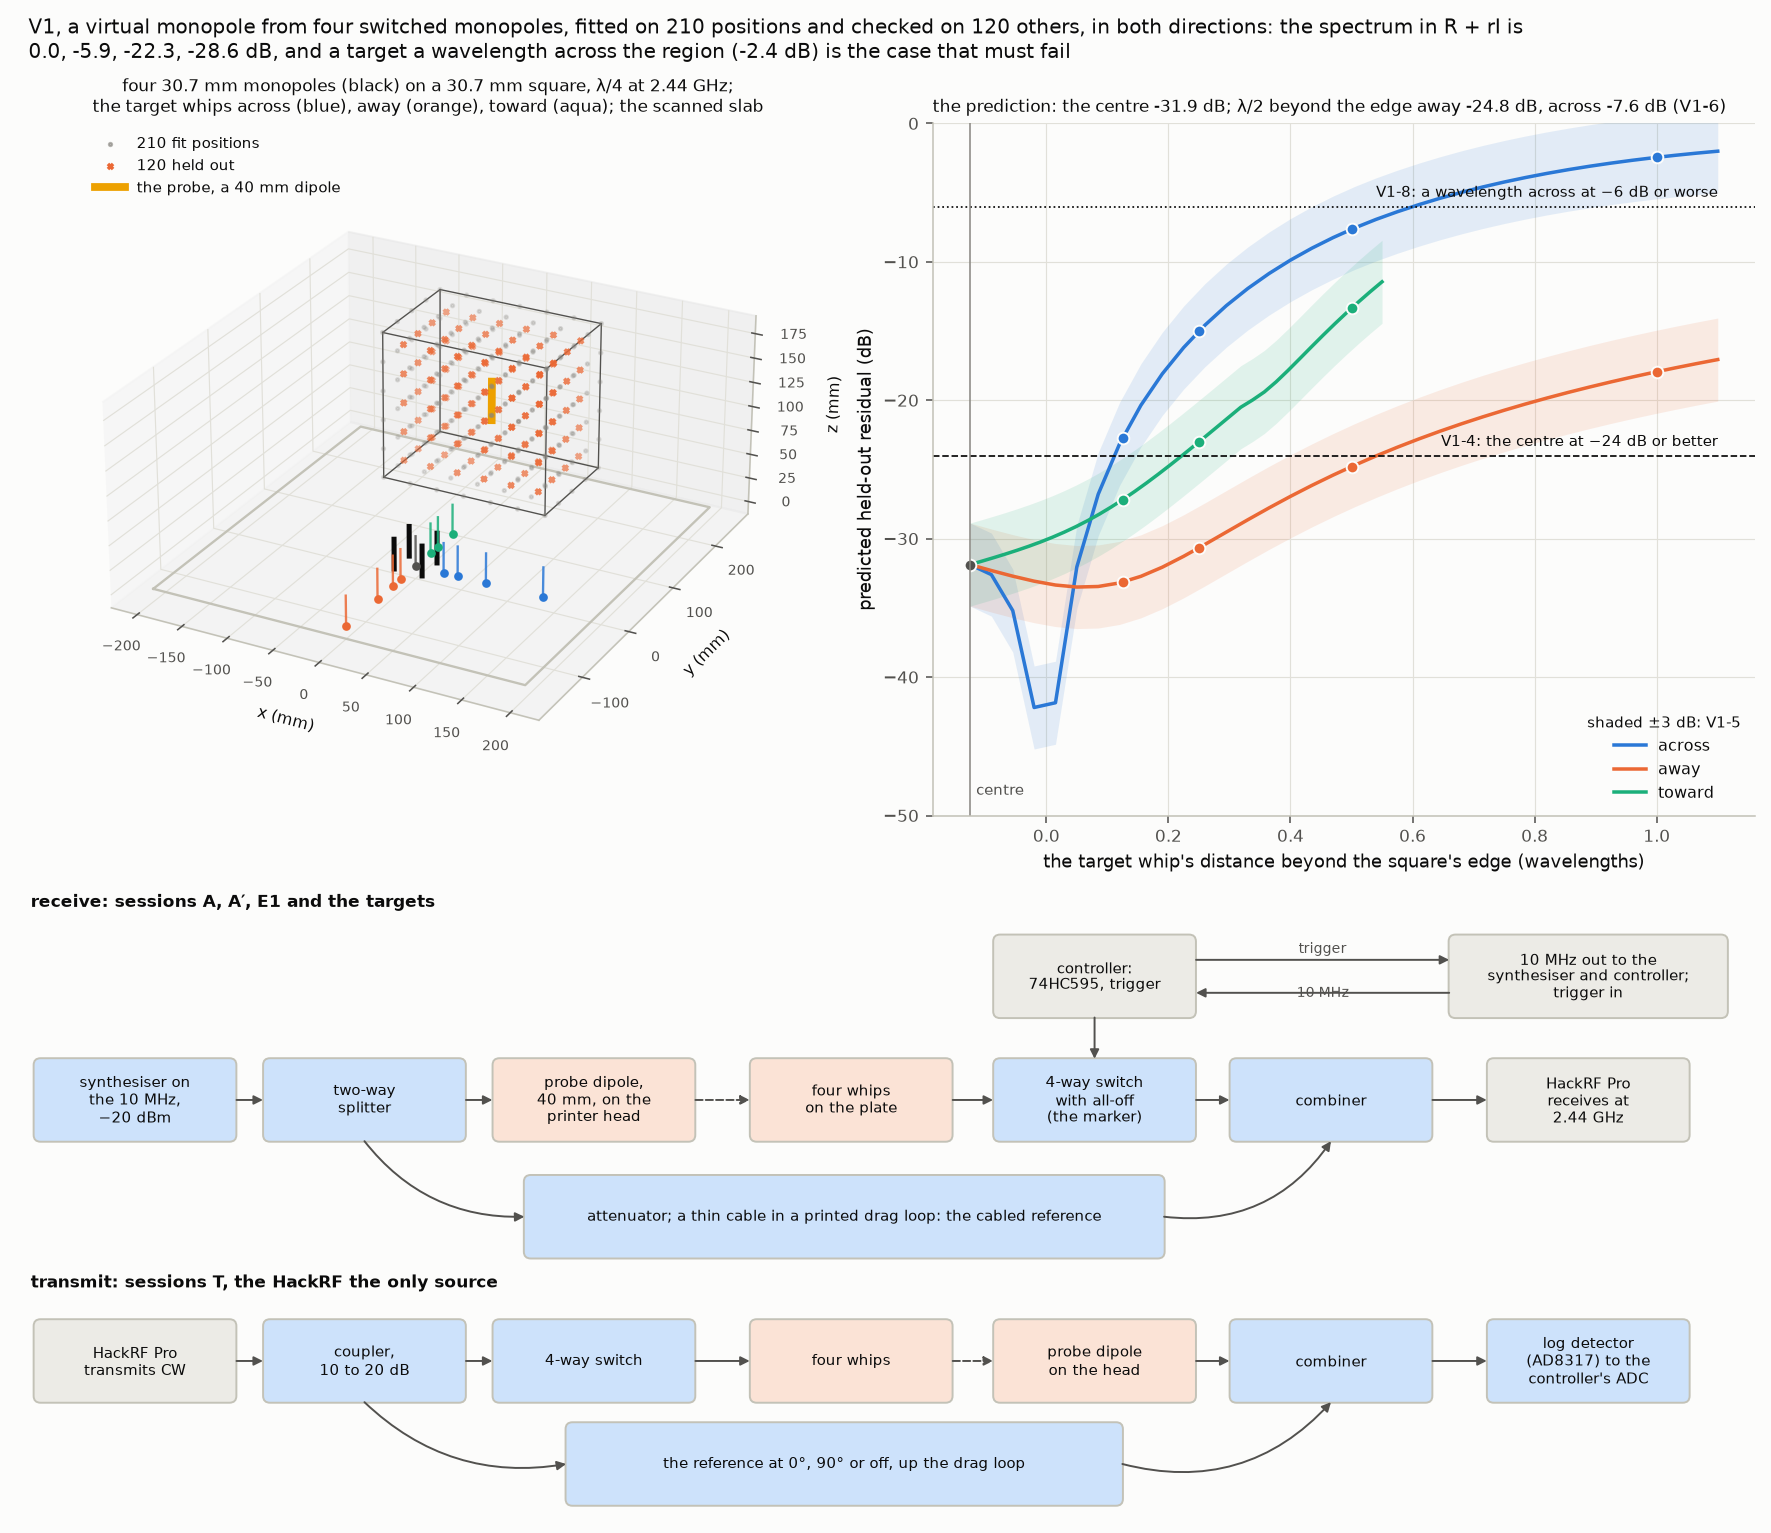 V1, a virtual monopole from four switched monopoles, fitted on 210 positions and checked on 120 others, in both directions: the spectrum in R + rI is
0.0, -5.9, -22.3, -28.6 dB, and a target a wavelength across the region (-2.4 dB) is the case that must fail
four 30.7 mm monopoles (black) on a 30.7 mm square, λ/4 at 2.44 GHz;
the target whips across (blue), away (orange), toward (aqua); the scanned slab
210 fit positions
120 held out
the probe, a 40 mm dipole
175
150
125
100
75
50
25
0
z (mm)
200
100
0
−100
y (mm)
−200
−150
−100
−50
0
50
100
150
200
x (mm)
the prediction: the centre -31.9 dB; λ/2 beyond the edge away -24.8 dB, across -7.6 dB (V1-6)
0
−10
−20
−30
−40
−50
predicted held-out residual (dB)
V1-8: a wavelength across at −6 dB or worse
V1-4: the centre at −24 dB or better
shaded ±3 dB: V1-5
across
away
toward
centre
0.0
0.2
0.4
0.6
0.8
1.0
the target whip's distance beyond the square's edge (wavelengths)
receive: sessions A, A′, E1 and the targets
controller:
74HC595, trigger
trigger
10 MHz
10 MHz out to the
synthesiser and controller;
trigger in
synthesiser on
the 10 MHz,
−20 dBm
two-way
splitter
probe dipole,
40 mm, on the
printer head
four whips
on the plate
4-way switch
with all-off
(the marker)
combiner
HackRF Pro
receives at
2.44 GHz
attenuator; a thin cable in a printed drag loop: the cabled reference
transmit: sessions T, the HackRF the only source
HackRF Pro
transmits CW
coupler,
10 to 20 dB
4-way switch
four whips
probe dipole
on the head
combiner
log detector
(AD8317) to the
controller's ADC
the reference at 0°, 90° or off, up the drag loop